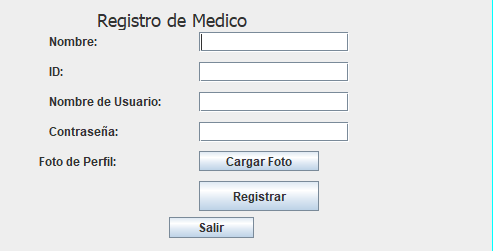 Registro de Medico
Nombre:
ID:
Nombre de Usuario:
Contraseña:
Foto de Perfil: Cargar Foto
Registrar
Salir